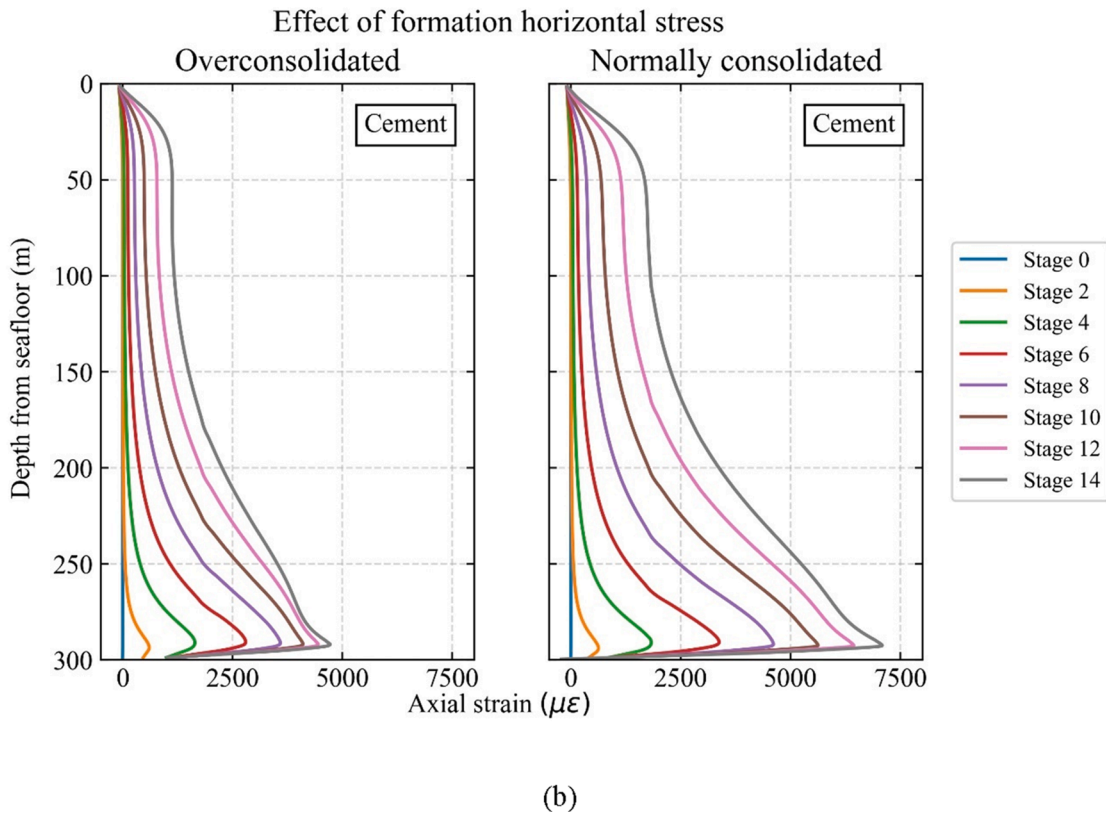 Effect of formation horizontal stress
Overconsolidated
Normally consolidated
Cement
Cement
0
50
100
150
200
250
300
Depth from seafloor (m)
0
2500
5000
7500
0
2500
5000
7500
Axial strain (με)
Stage 0
Stage 2
Stage 4
Stage 6
Stage 8
Stage 10
Stage 12
Stage 14
(b)